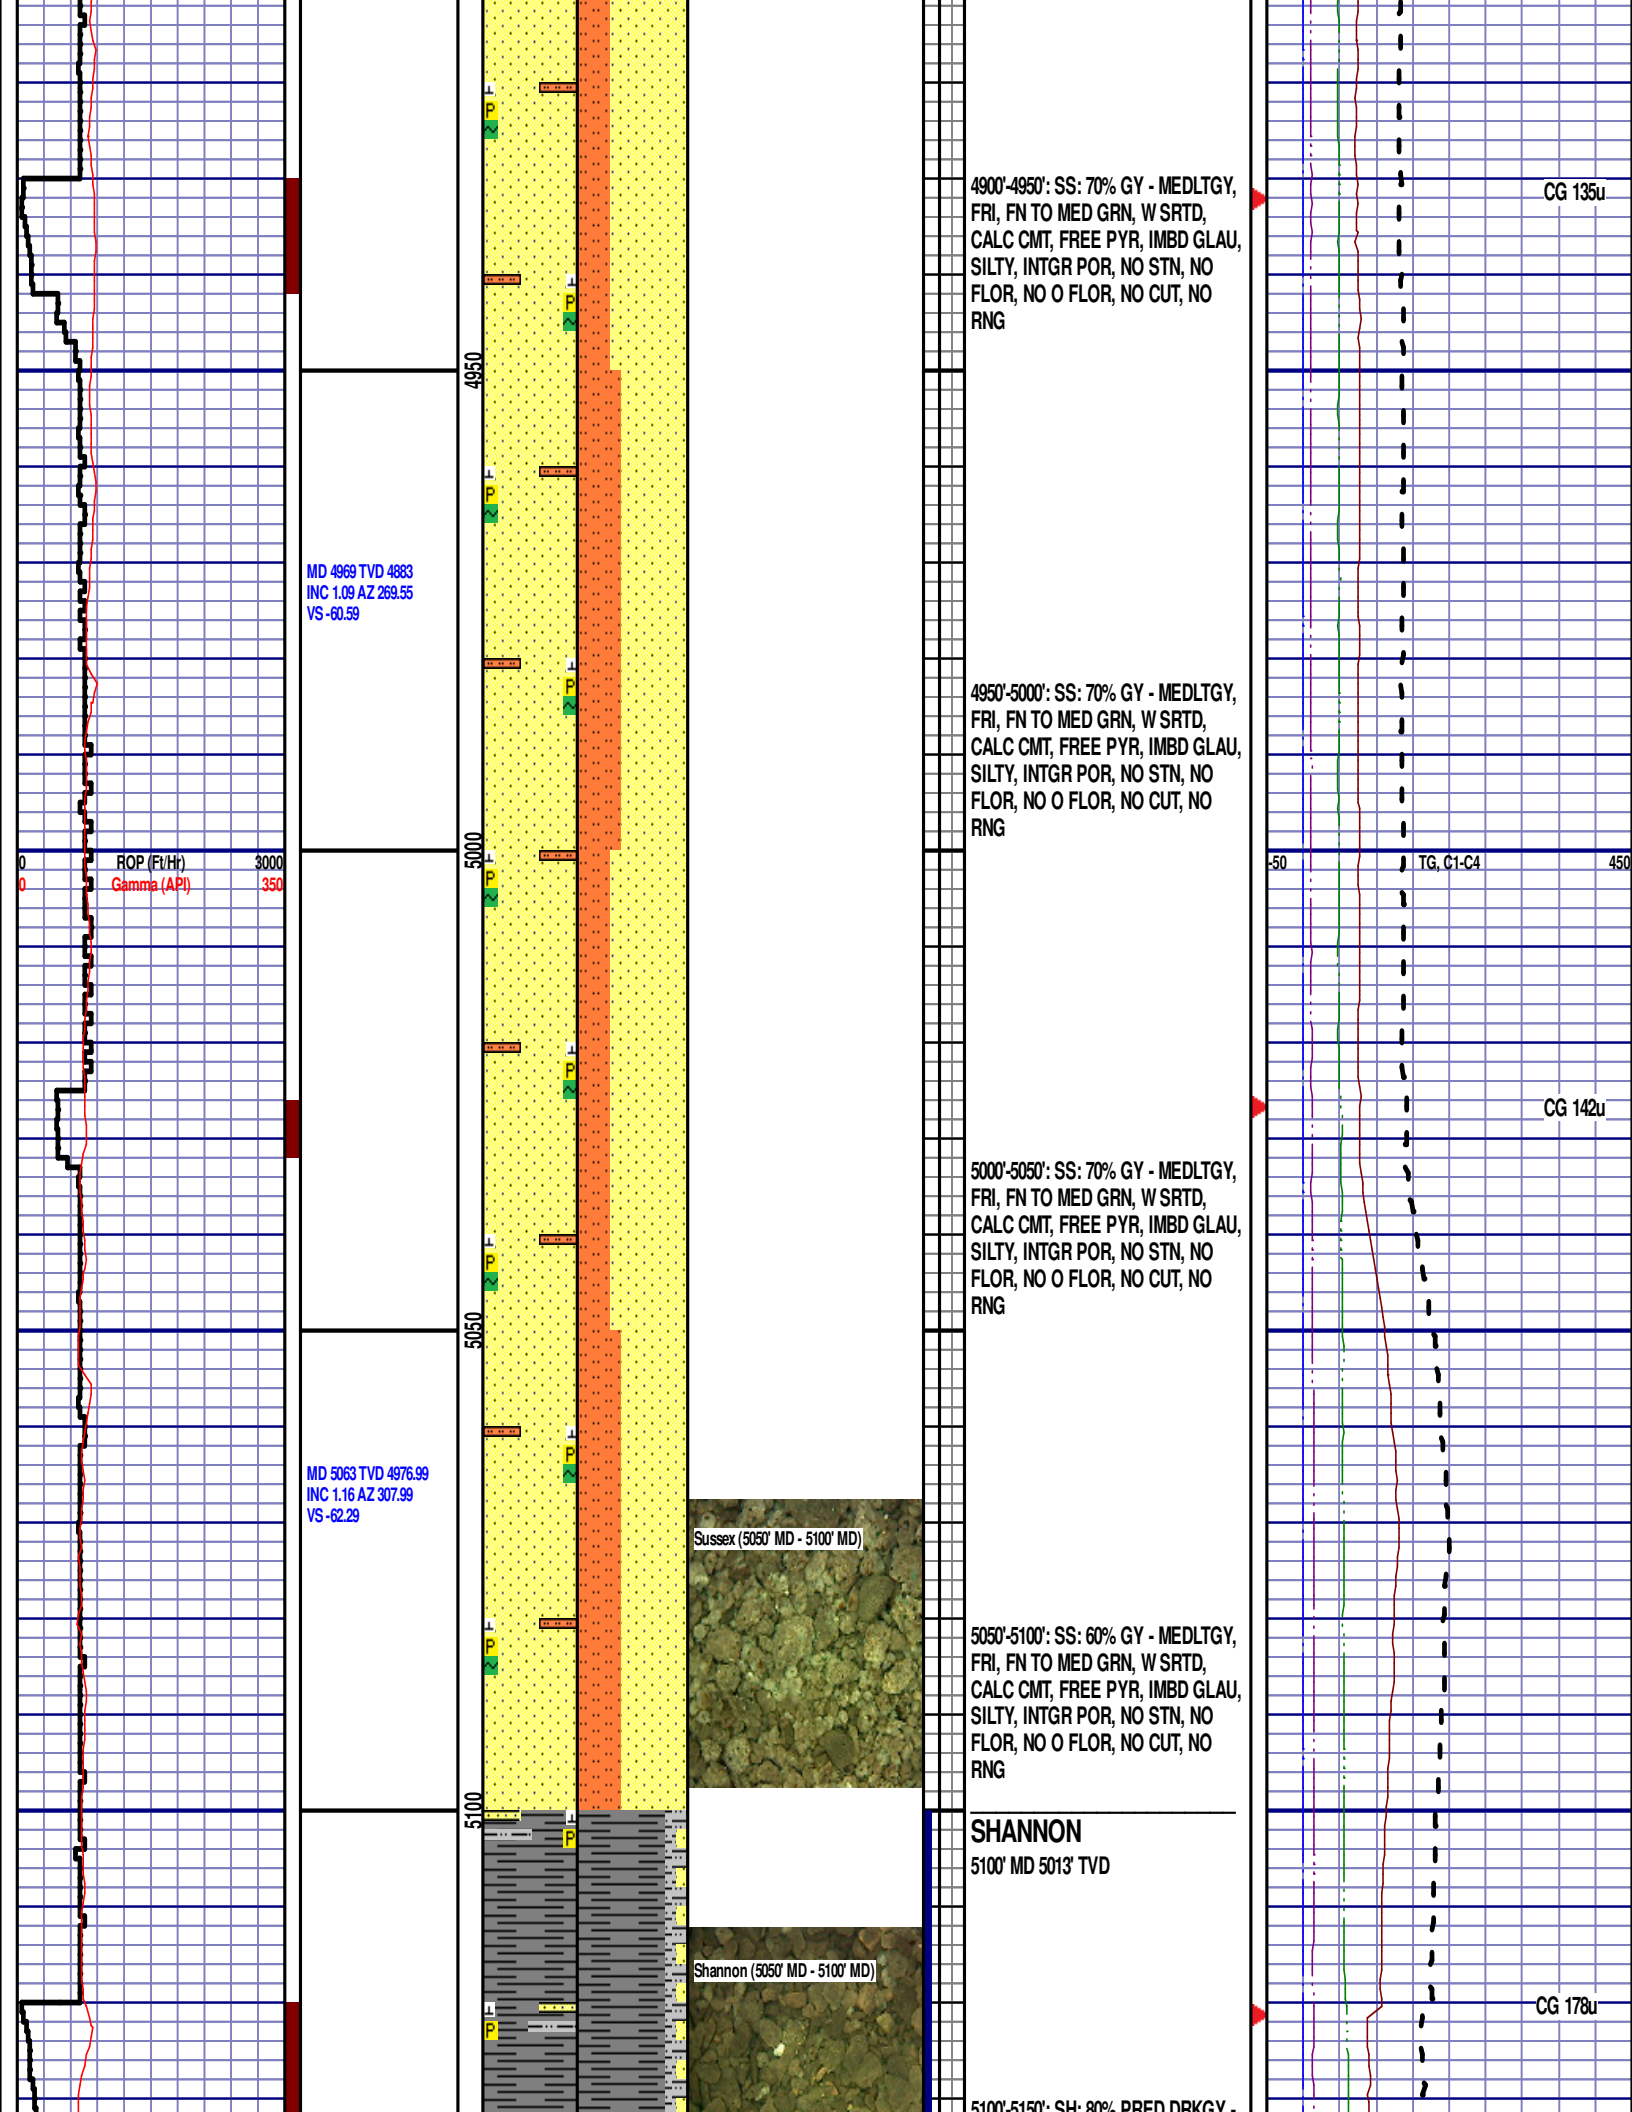 4900'-4950': SS: 70% GY - MEDLTGY,
FRI, FN TO MED GRN, W SRTD,
CALC CMT, FREE PYR, IMBD GLAU,
SILTY, INTGR POR, NO STN, NO
FLOR, NO O FLOR, NO CUT, NO
RNG
CG 135u
4950
MD 4969 TVD 4883
INC 1.09 AZ 269.55
VS -60.59
4950'-5000': SS: 70% GY - MEDLTGY,
FRI, FN TO MED GRN, W SRTD,
CALC CMT, FREE PYR, IMBD GLAU,
SILTY, INTGR POR, NO STN, NO
FLOR, NO O FLOR, NO CUT, NO
RNG
5000
0 ROP (Ft/Hr) 3000
0 Gamma (API) 350
-50 TG, C1-C4 450
CG 142u
5000'-5050': SS: 70% GY - MEDLTGY,
FRI, FN TO MED GRN, W SRTD,
CALC CMT, FREE PYR, IMBD GLAU,
SILTY, INTGR POR, NO STN, NO
FLOR, NO O FLOR, NO CUT, NO
RNG
5050
MD 5063 TVD 4976.99
INC 1.16 AZ 307.99
VS -62.29
Sussex (5050' MD - 5100' MD)
5050'-5100': SS: 60% GY - MEDLTGY,
FRI, FN TO MED GRN, W SRTD,
CALC CMT, FREE PYR, IMBD GLAU,
SILTY, INTGR POR, NO STN, NO
FLOR, NO O FLOR, NO CUT, NO
RNG
5100
SHANNON
5100' MD 5013' TVD
Shannon (5050' MD - 5100' MD)
CG 178u
5100'-5150': SH: 80% PRED DRKGY -
P
P
P
P
P
P
P
P
P
P
P